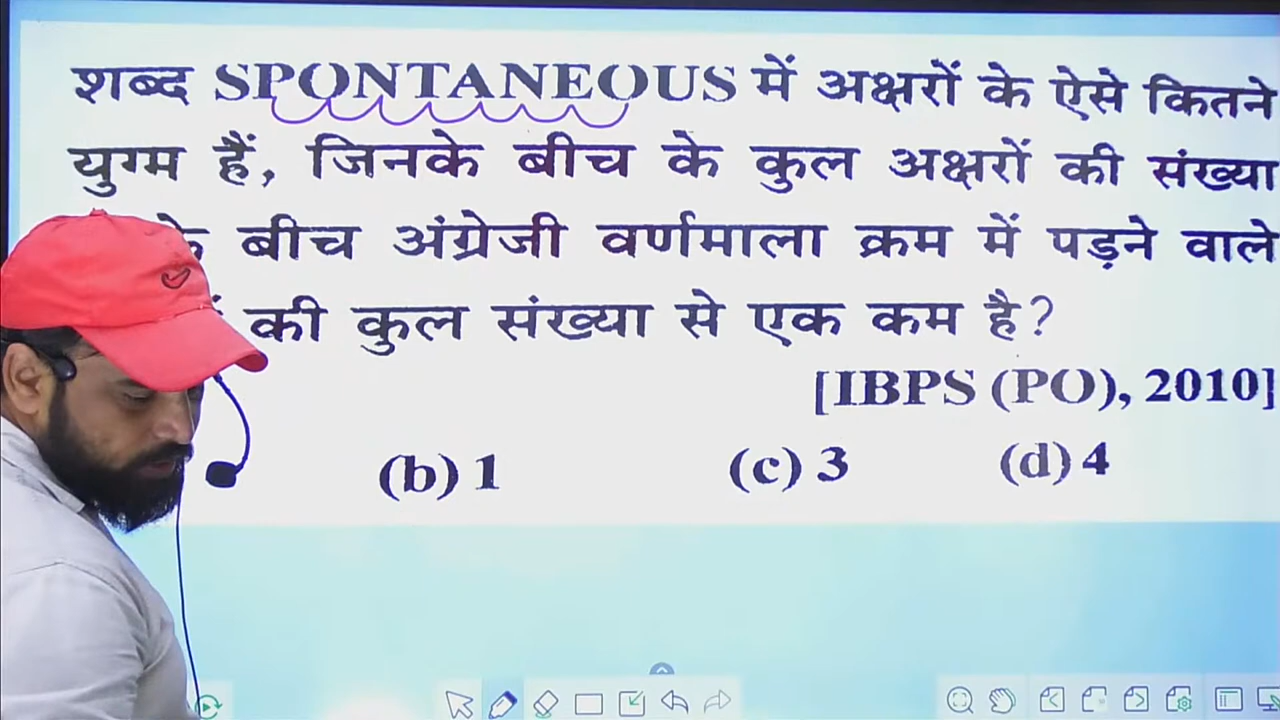 शब्द SPONTANEOUS में अक्षरों के ऐसे कितने
युग्म हैं, जिनके बीच के कुल अक्षरों की संख्या
बीच अंग्रेजी वर्णमाला क्रम में पड़ने वाले
की कुल संख्या से एक कम है?
[IBPS (PO), 2010]
(b) 1 (c) 3 (d) 4